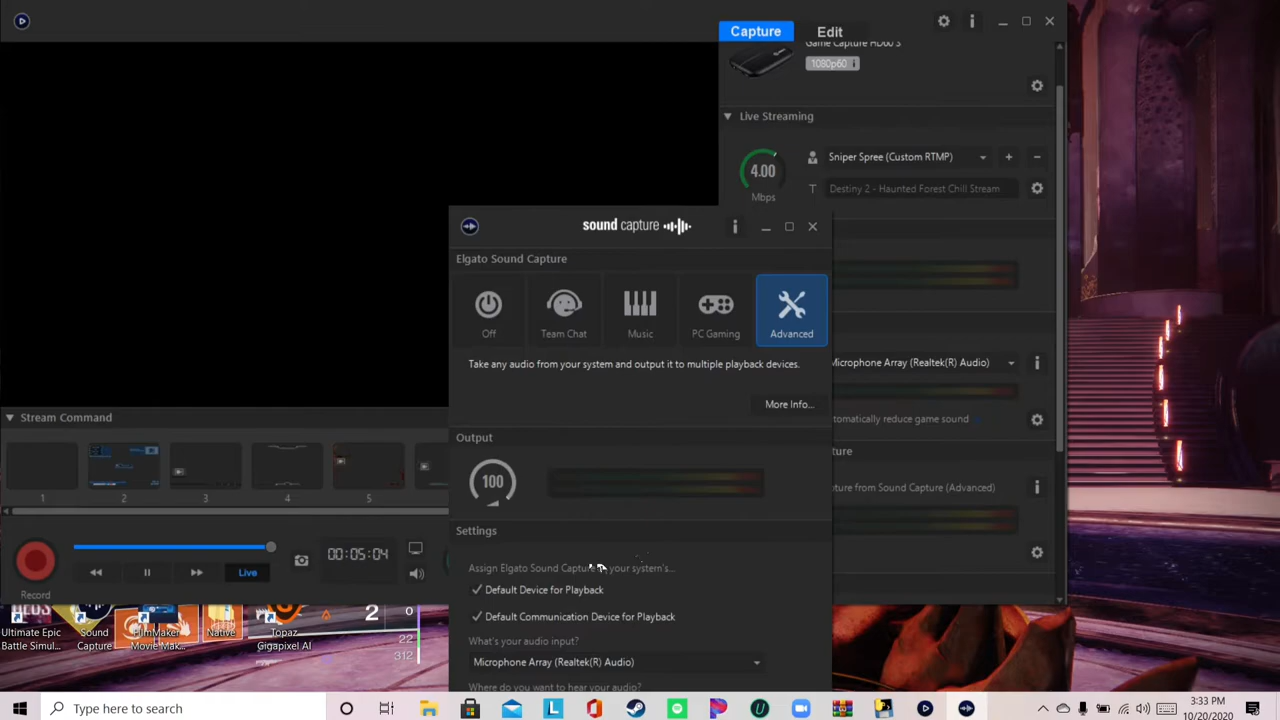 Capture Edit
Game Capture HD60 S
1080p60 i
Live Streaming
4.00
Mbps
Sniper Spree (Custom RTMP)
Destiny 2 - Haunted Forest Chill Stream
sound capture
Elgato Sound Capture
Off
Team Chat
Music
PC Gaming
Advanced
Take any audio from your system and output it to multiple playback devices.
More Info...
Microphone Array (Realtek(R) Audio)
utomatically reduce game sound
ture
pture from Sound Capture (Advanced)
Output
100
Settings
Assign Elgato Sound Capture your system's...
Default Device for Playback
Default Communication Device for Playback
What's your audio input?
Microphone Array (Realtek(R) Audio)
Where do you want to hear your audio?
Stream Command
1 2 3 4 5
Record
00:05:04
Live
Ultimate Epic
Battle Simul...
Sound
Capture
FilmMaker
Movie Mak...
Native
Topaz
Gigapixel AI
2
22
312
Type here to search
3:33 PM
10/20/2020